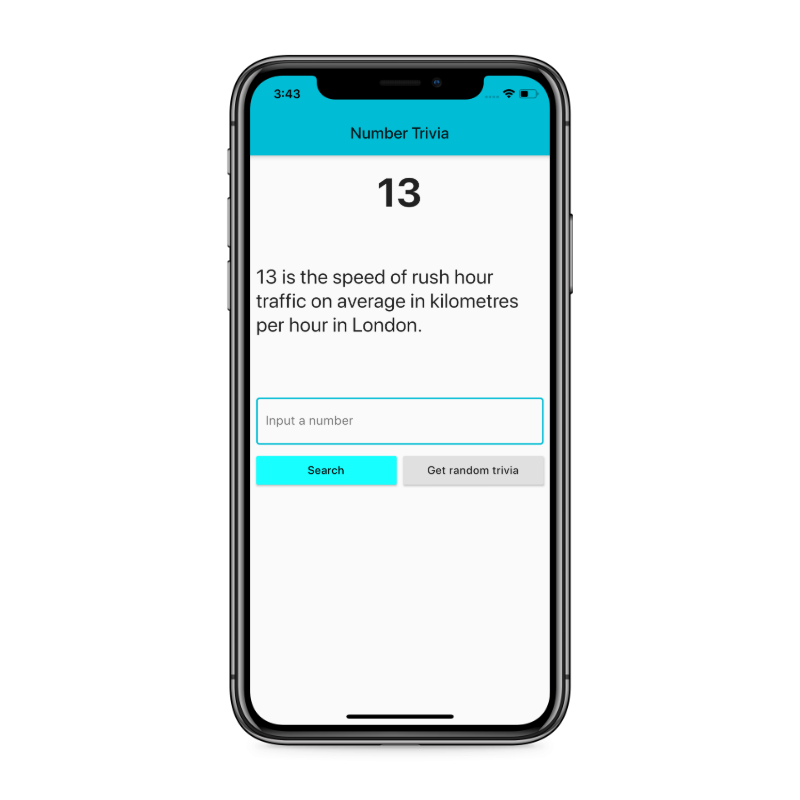 3:43
Number Trivia
13
13 is the speed of rush hour
traffic on average in kilometres
per hour in London.
Input a number
Search
Get random trivia